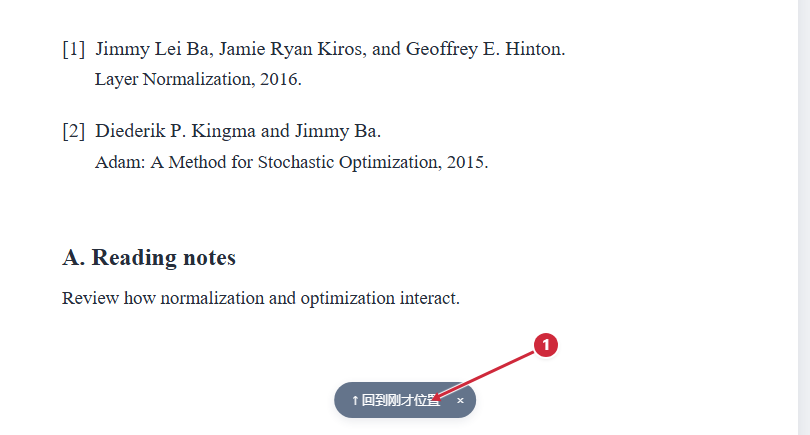 [1] Jimmy Lei Ba, Jamie Ryan Kiros, and Geoffrey E. Hinton.
Layer Normalization, 2016.
[2] Diederik P. Kingma and Jimmy Ba.
Adam: A Method for Stochastic Optimization, 2015.
A. Reading notes
Review how normalization and optimization interact.
1
↑ 回到刚才位置 ×